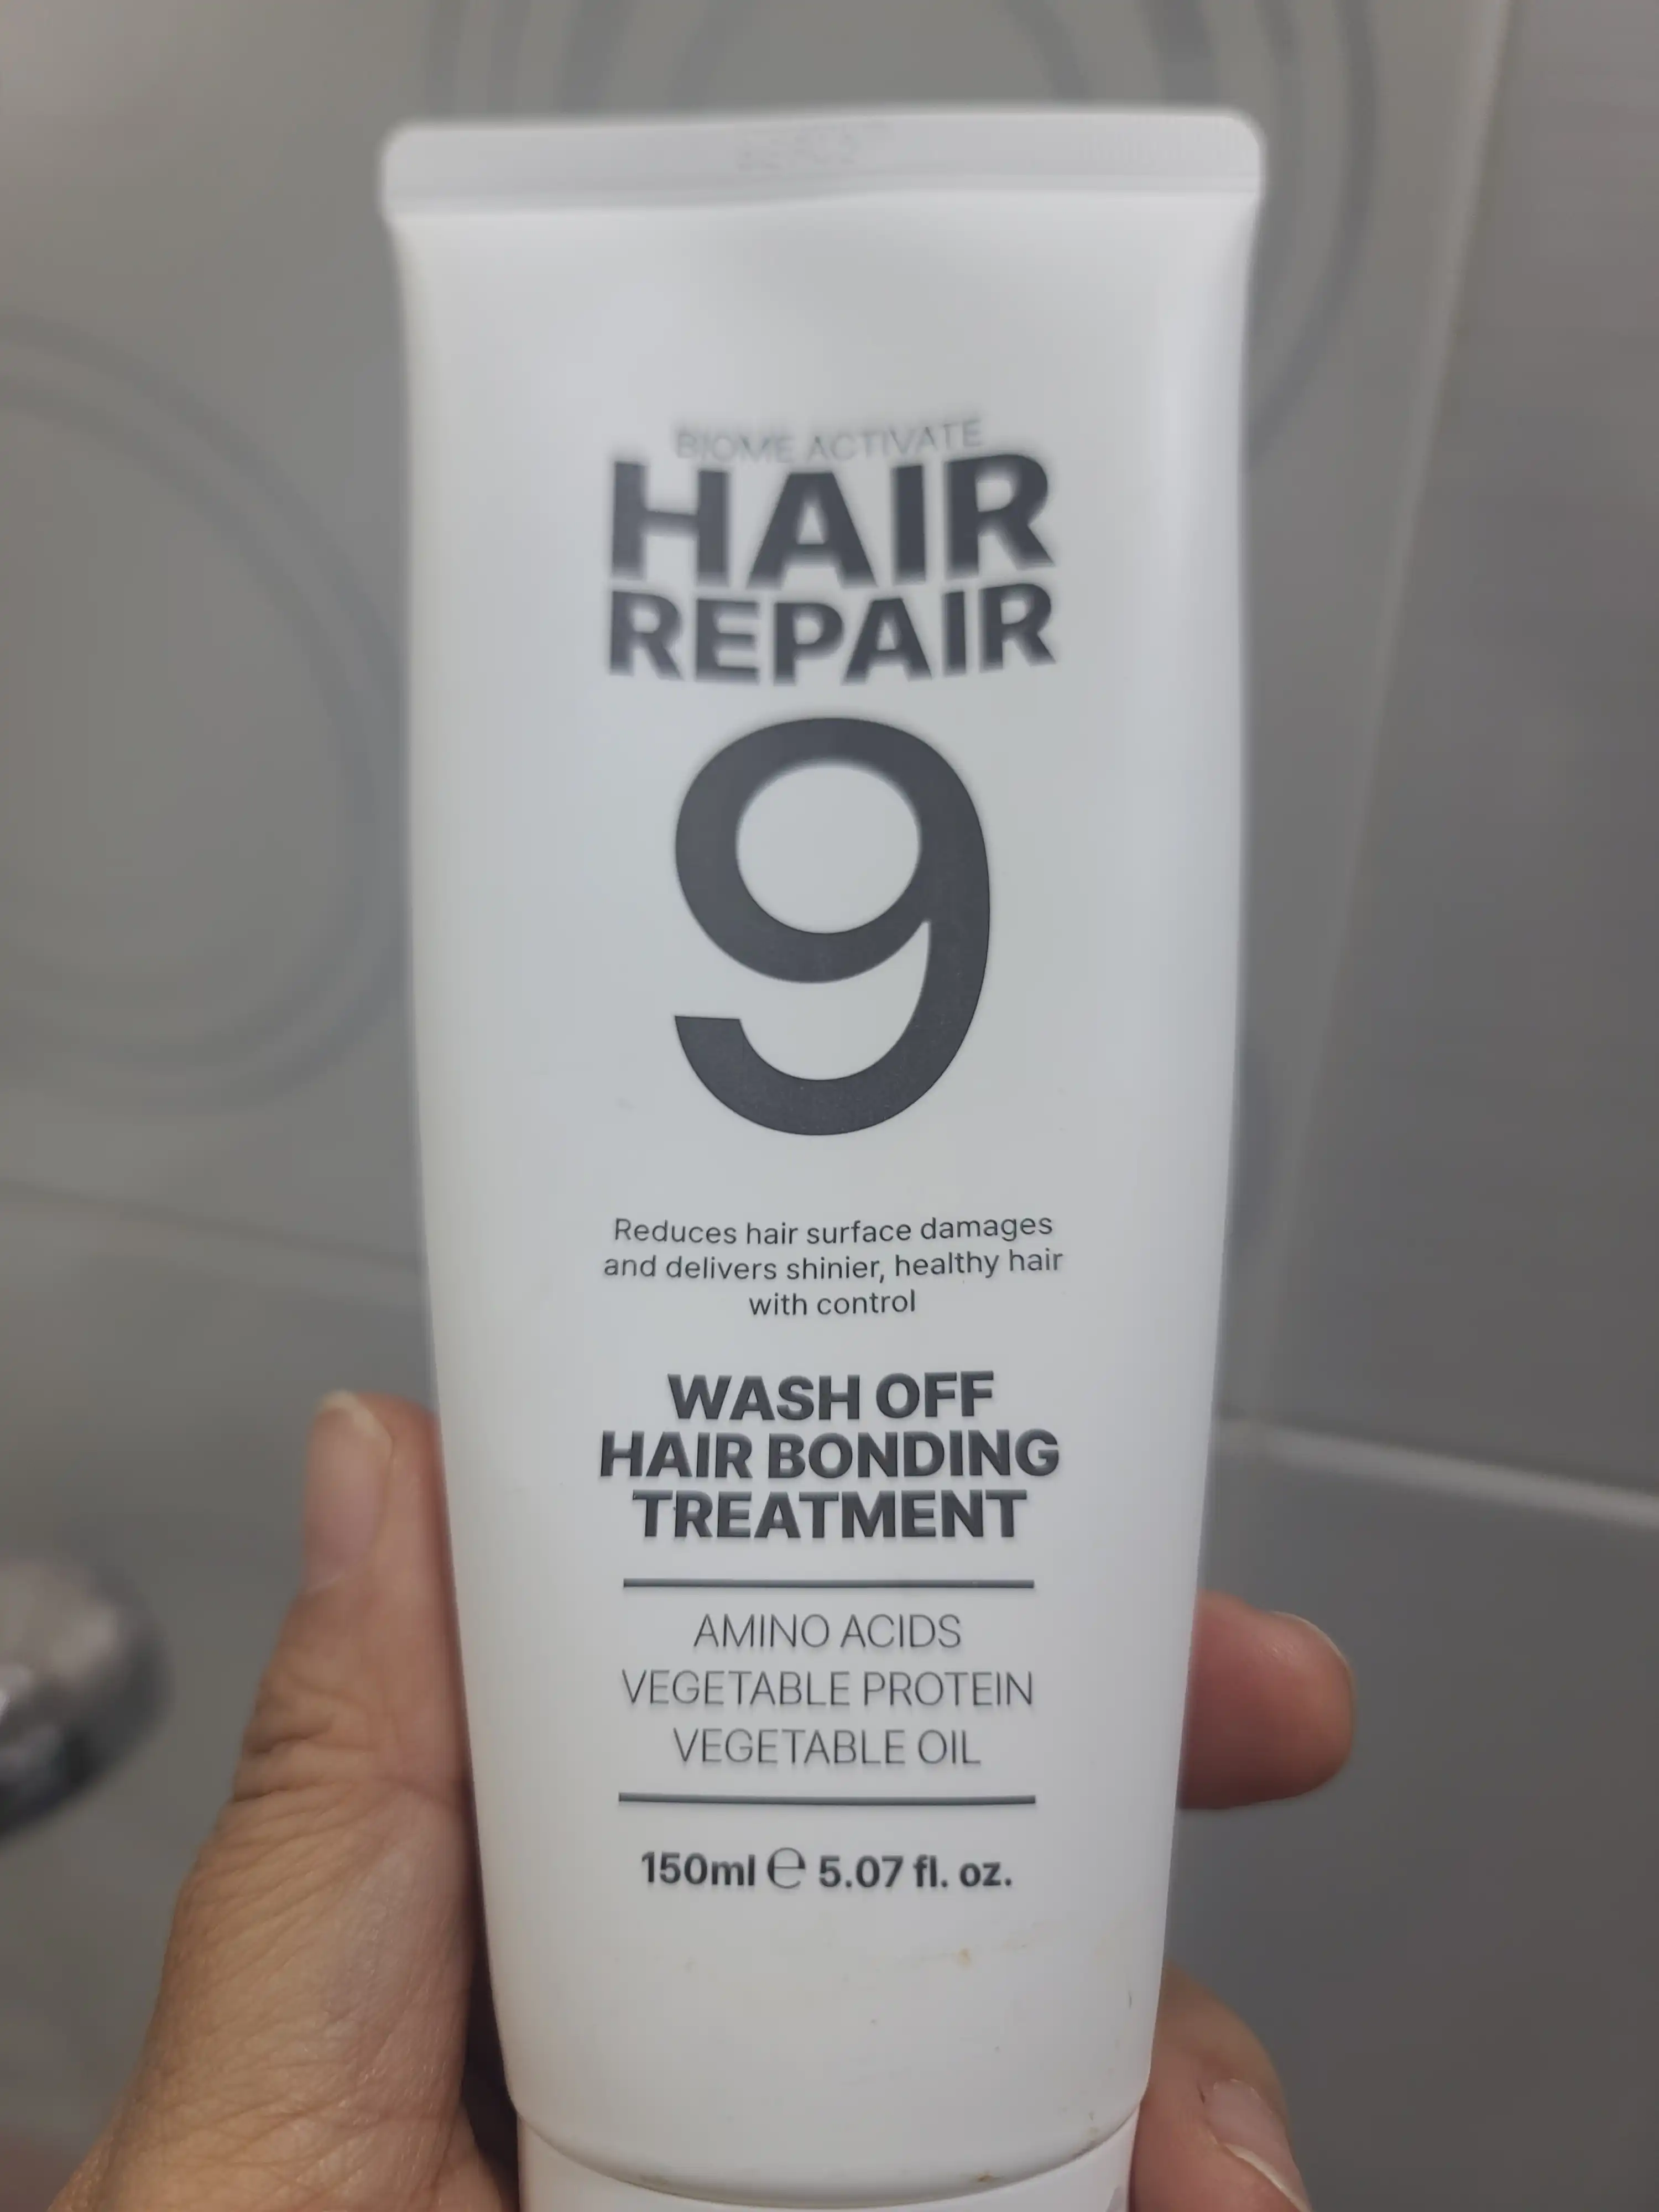 BIOME ACTIVATE
HAIR
REPAIR
9
Reduces hair surface damages
and delivers shinier, healthy hair
with control
WASH OFF
HAIR BONDING
TREATMENT
AMINO ACIDS
VEGETABLE PROTEIN
VEGETABLE OIL
150ml ℮ 5.07 fl. oz.